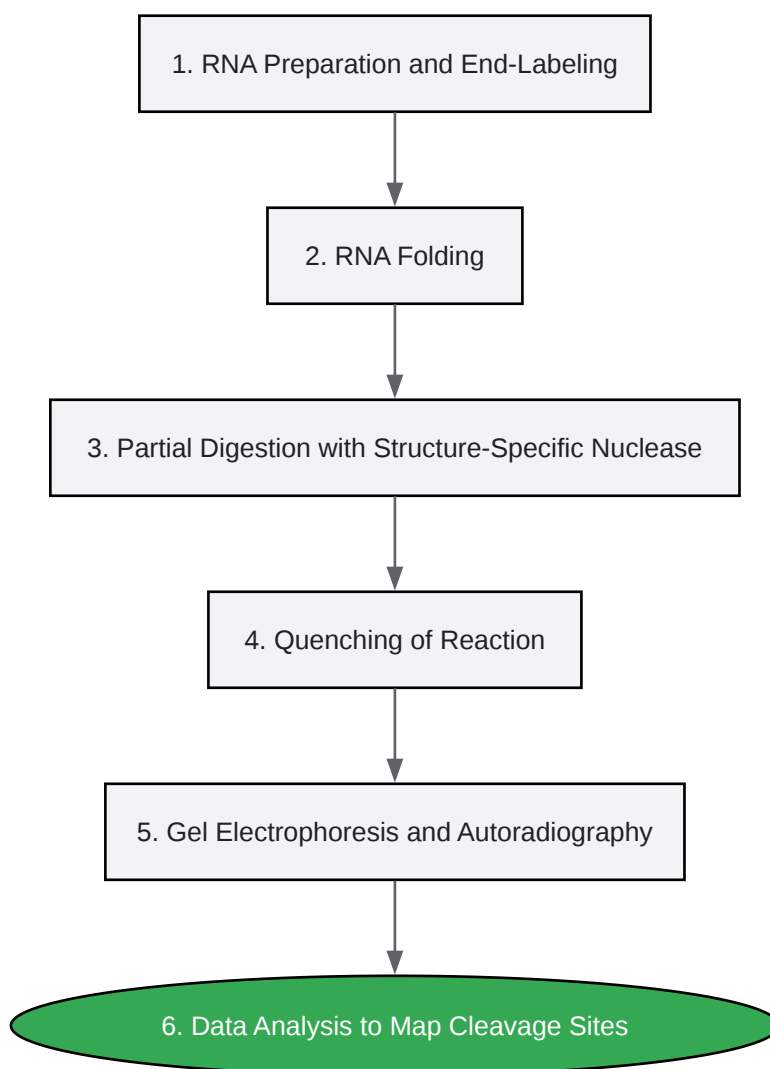 1. RNA Preparation and End-Labeling
2. RNA Folding
3. Partial Digestion with Structure-Specific Nuclease
4. Quenching of Reaction
5. Gel Electrophoresis and Autoradiography
6. Data Analysis to Map Cleavage Sites